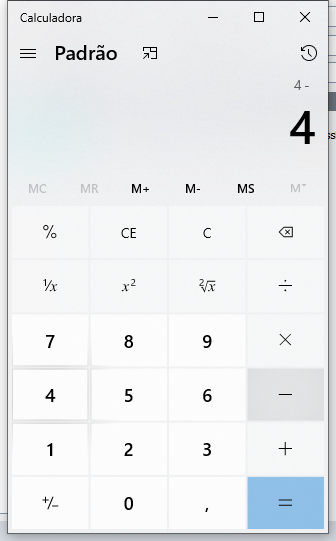 Calculadora
Padrão
4 -
4
MC MR M+ M- MS M˅
% CE C
¹/x x² ²√x ÷
7 8 9 ×
4 5 6 −
1 2 3 +
+/− 0 , =